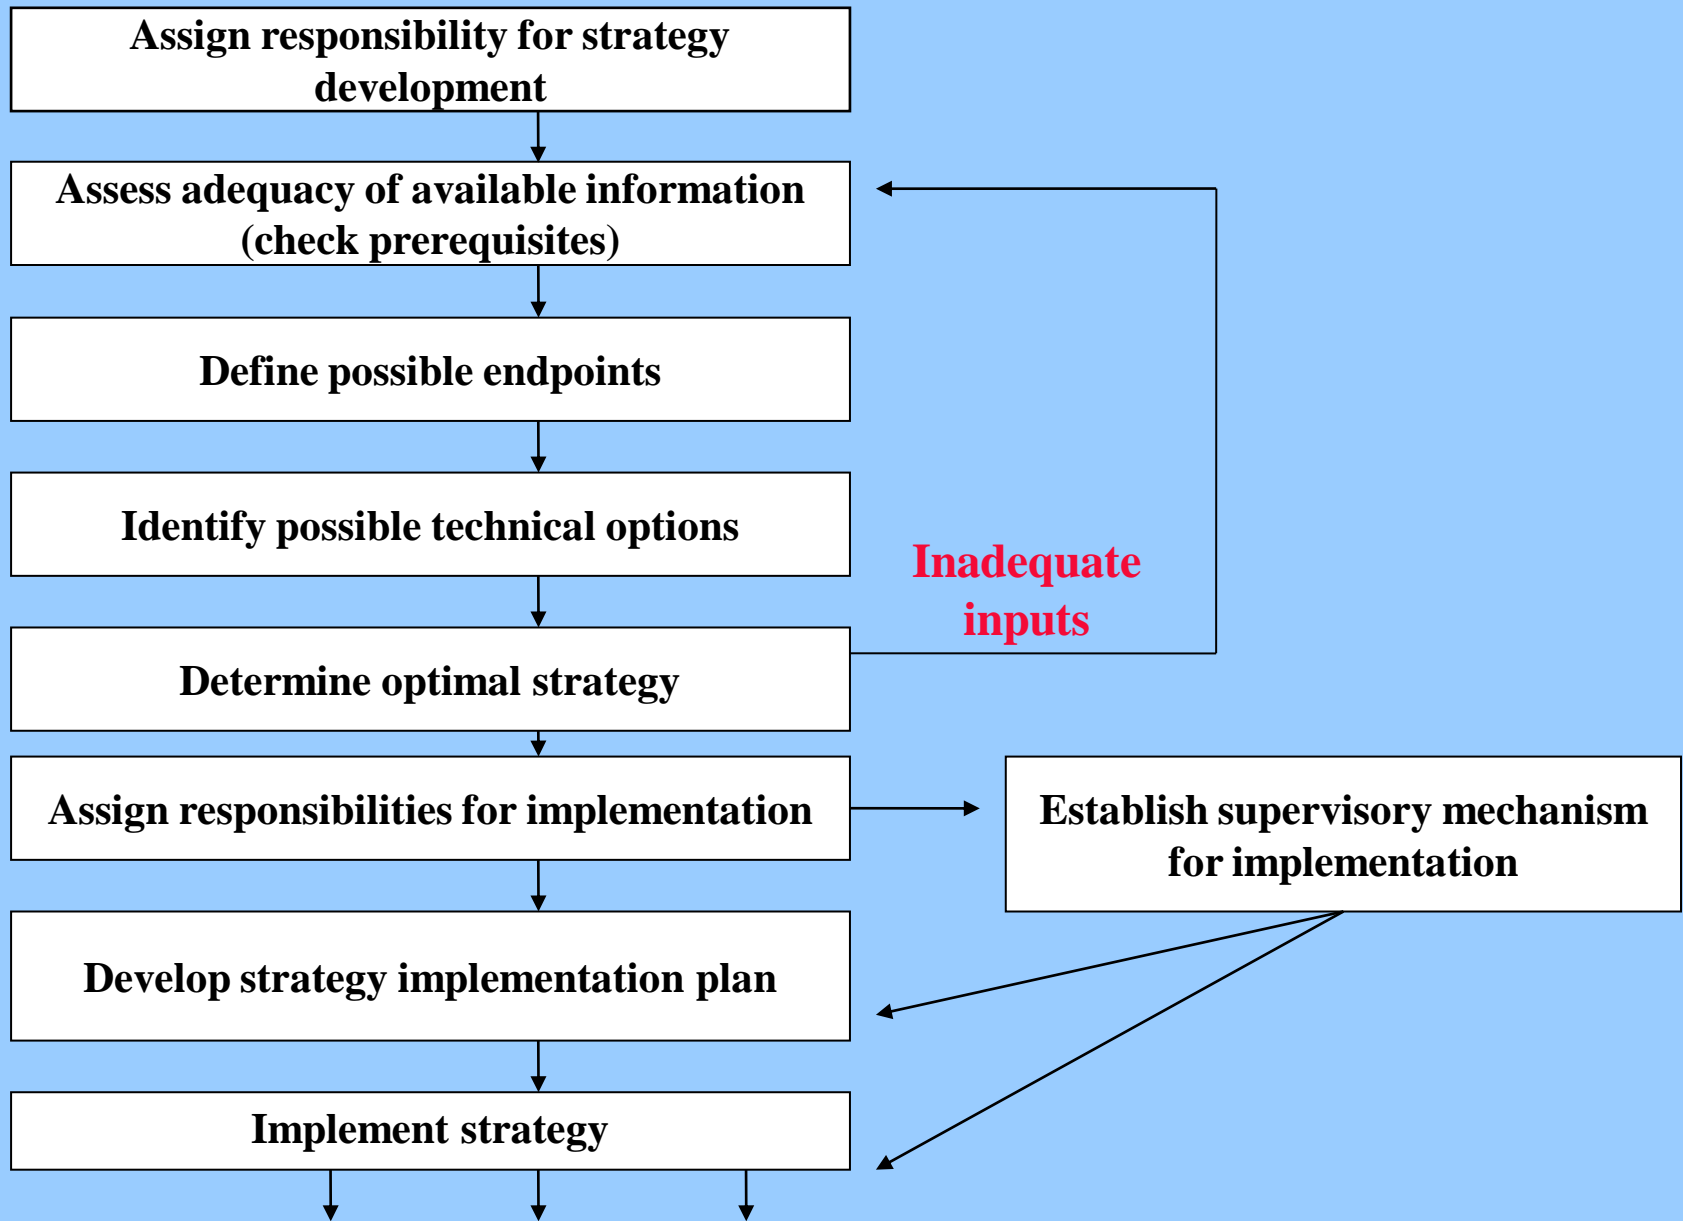 Assign responsibility for strategy
development
Assess adequacy of available information
(check prerequisites)
Define possible endpoints
Identify possible technical options
Inadequate
inputs
Determine optimal strategy
Assign responsibilities for implementation
Establish supervisory mechanism
for implementation
Develop strategy implementation plan
Implement strategy